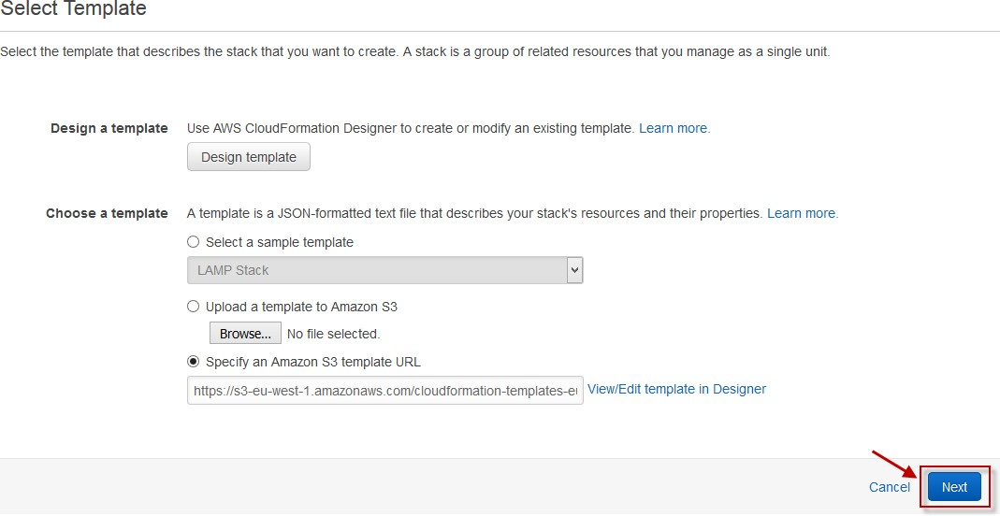 Select Template
Select the template that describes the stack that you want to create. A stack is a group of related resources that you manage as a single unit.
Design a template Use AWS CloudFormation Designer to create or modify an existing template. Learn more.
Design template
Choose a template A template is a JSON-formatted text file that describes your stack's resources and their properties. Learn more.
Select a sample template
LAMP Stack
Upload a template to Amazon S3
Browse... No file selected.
Specify an Amazon S3 template URL
https://s3-eu-west-1.amazonaws.com/cloudformation-templates-e View/Edit template in Designer
Cancel Next